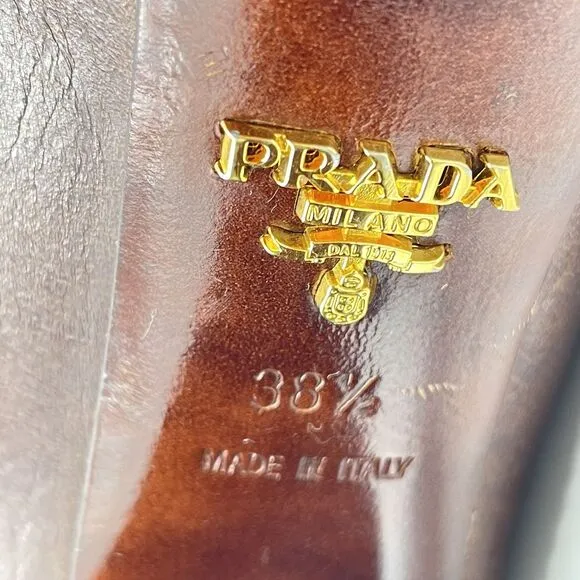 PRADA
MILANO
DAL 1913
38½
MADE IN ITALY